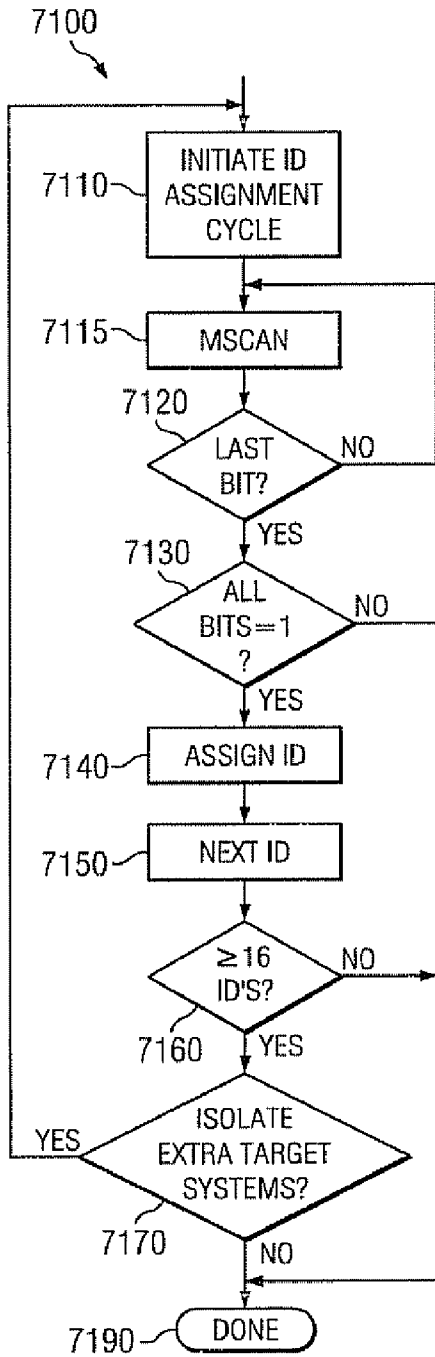 7100
7110
INITIATE ID
ASSIGNMENT
CYCLE
7115
MSCAN
7120
LAST
BIT?
NO
YES
7130
ALL
BITS=1
?
NO
YES
7140
ASSIGN ID
7150
NEXT ID
≥16
ID'S?
NO
7160
YES
YES
ISOLATE
EXTRA TARGET
SYSTEMS?
7170
NO
7190
DONE